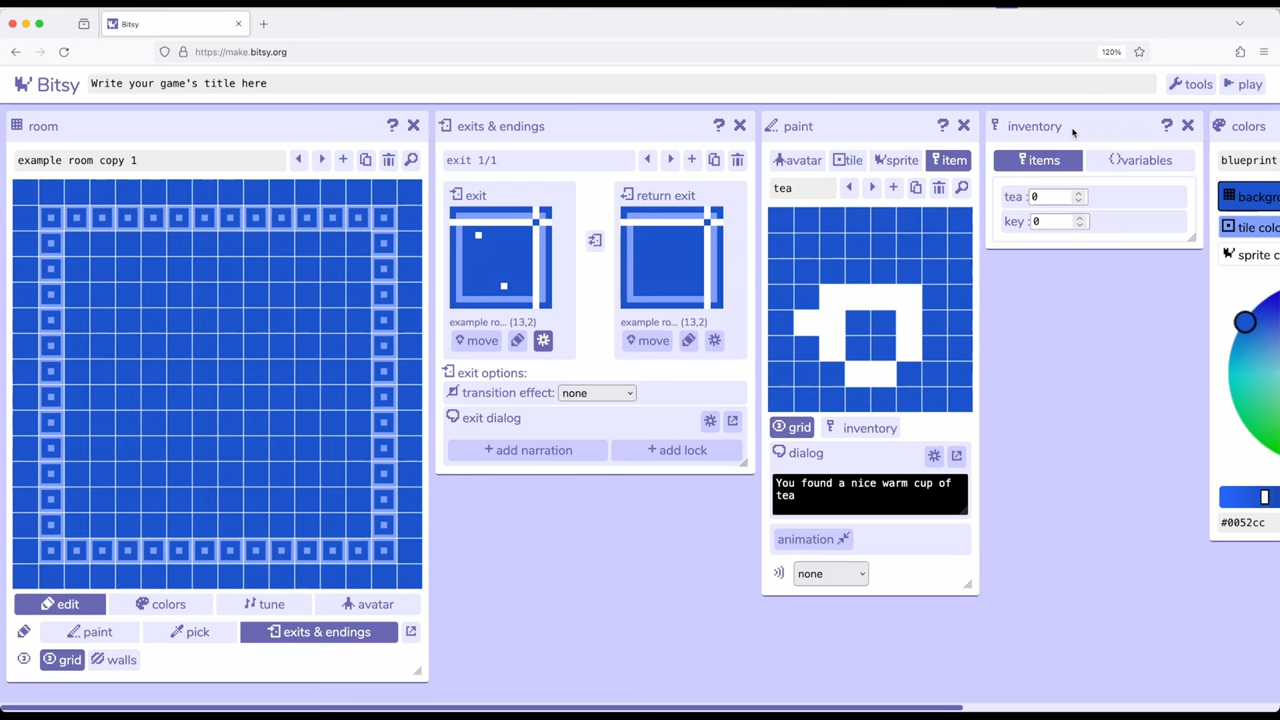 Bitsy
https://make.bitsy.org
120%
Bitsy
Write your game's title here
tools
play
room
?
example room copy 1
edit
colors
tune
avatar
paint
pick
exits & endings
grid
walls
exits & endings
?
exit 1/1
exit
return exit
example ro... (13,2)
example ro... (13,2)
move
move
exit options:
transition effect:
none
exit dialog
+ add narration
+ add lock
paint
?
avatar
tile
sprite
item
tea
grid
inventory
dialog
You found a nice warm cup of
tea
animation
none
inventory
?
items
variables
tea :
0
key :
0
colors
blueprint
backgro
tile colo
sprite c
#0052cc